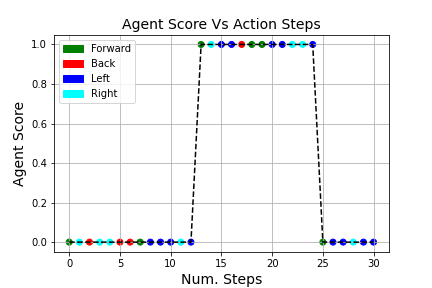 Agent Score Vs Action Steps
Agent Score
1.0
0.8
0.6
0.4
0.2
0.0
Forward
Back
Left
Right
0 5 10 15 20 25 30
Num. Steps